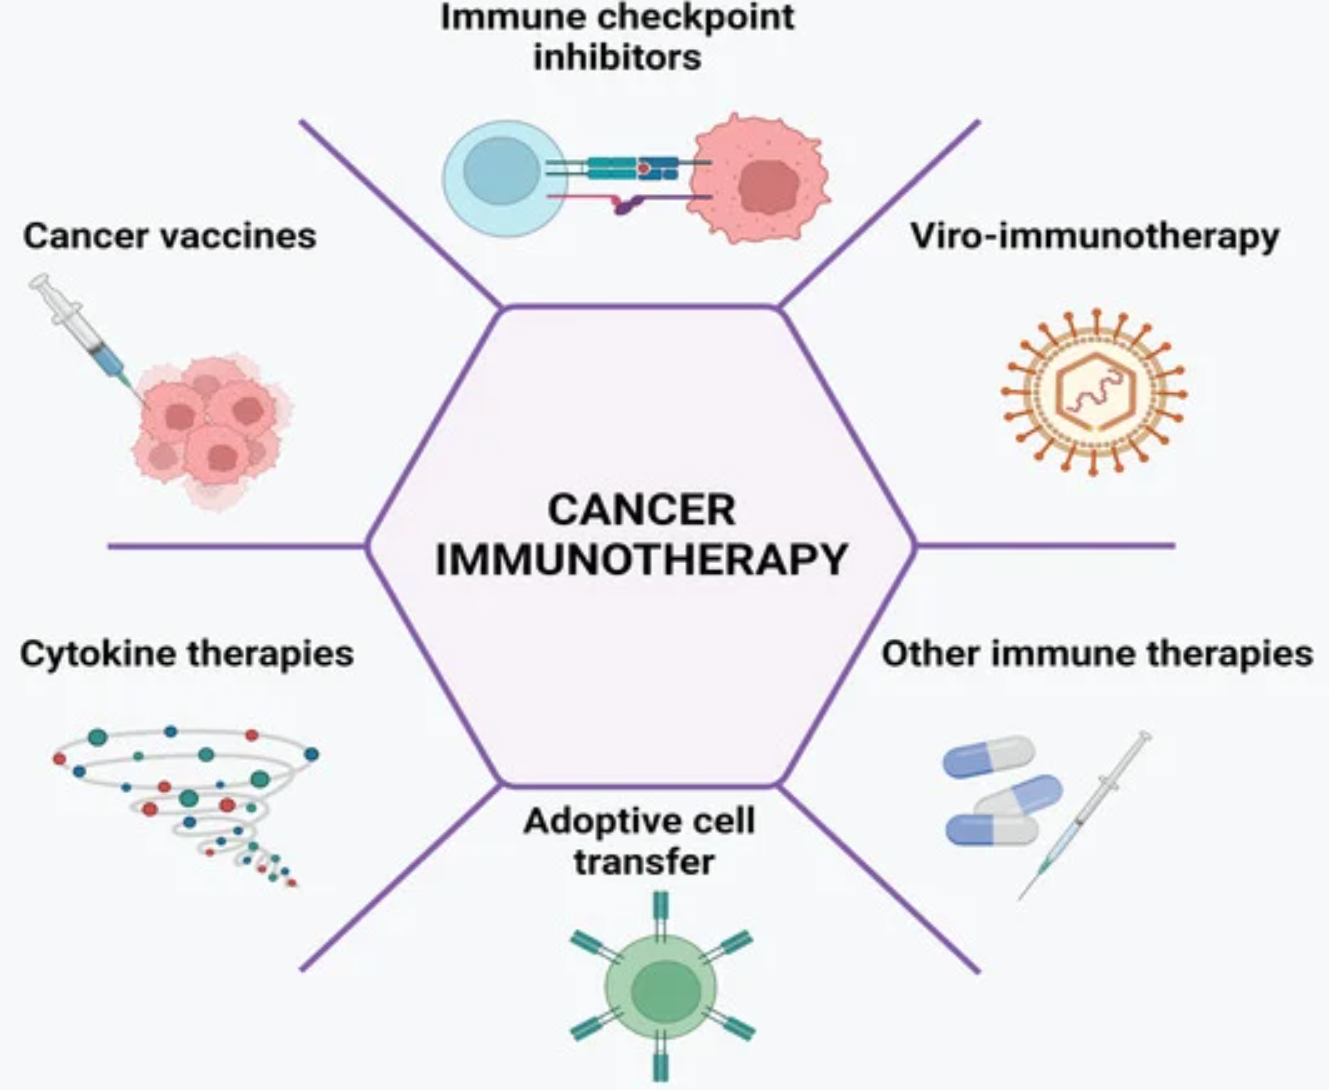 Immune checkpoint
inhibitors
Cancer vaccines
Viro-immunotherapy
CANCER
IMMUNOTHERAPY
Cytokine therapies
Other immune therapies
Adoptive cell
transfer